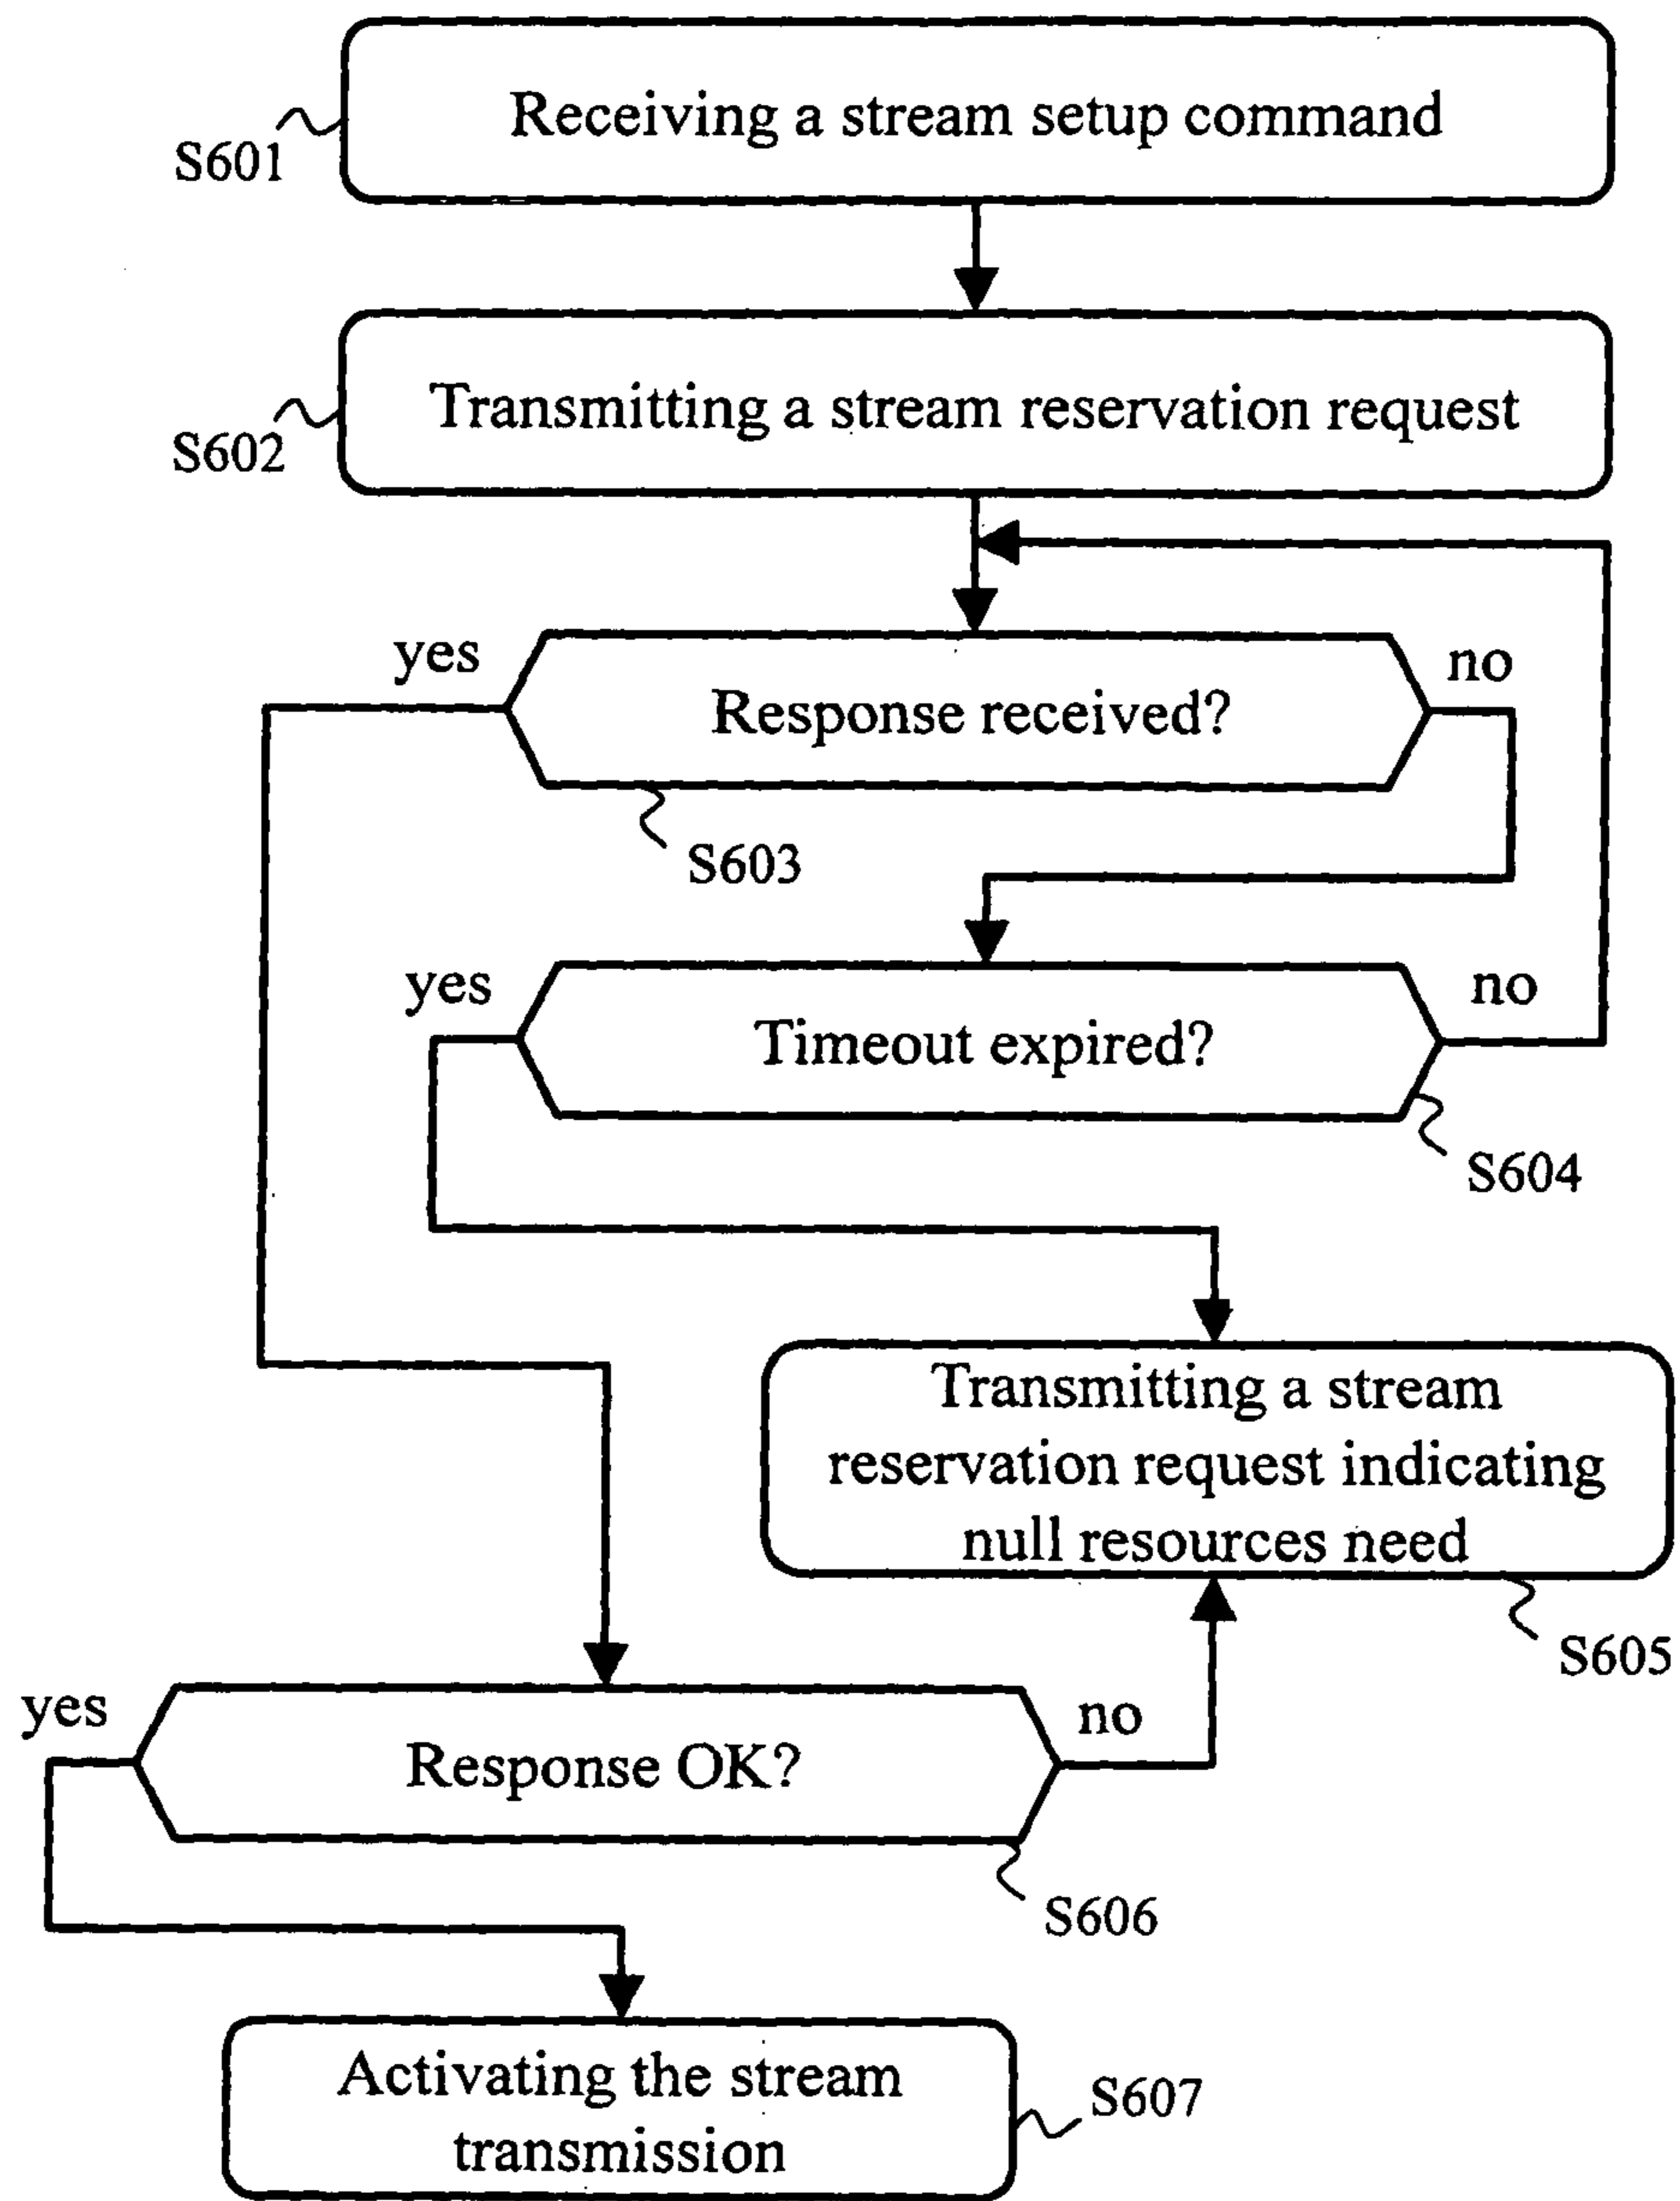 Receiving a stream setup command
S601
Transmitting a stream reservation request
S602
yes
no
Response received?
S603
yes
no
Timeout expired?
S604
Transmitting a stream
reservation request indicating
null resources need
S605
yes
no
Response OK?
S606
Activating the stream
transmission
S607